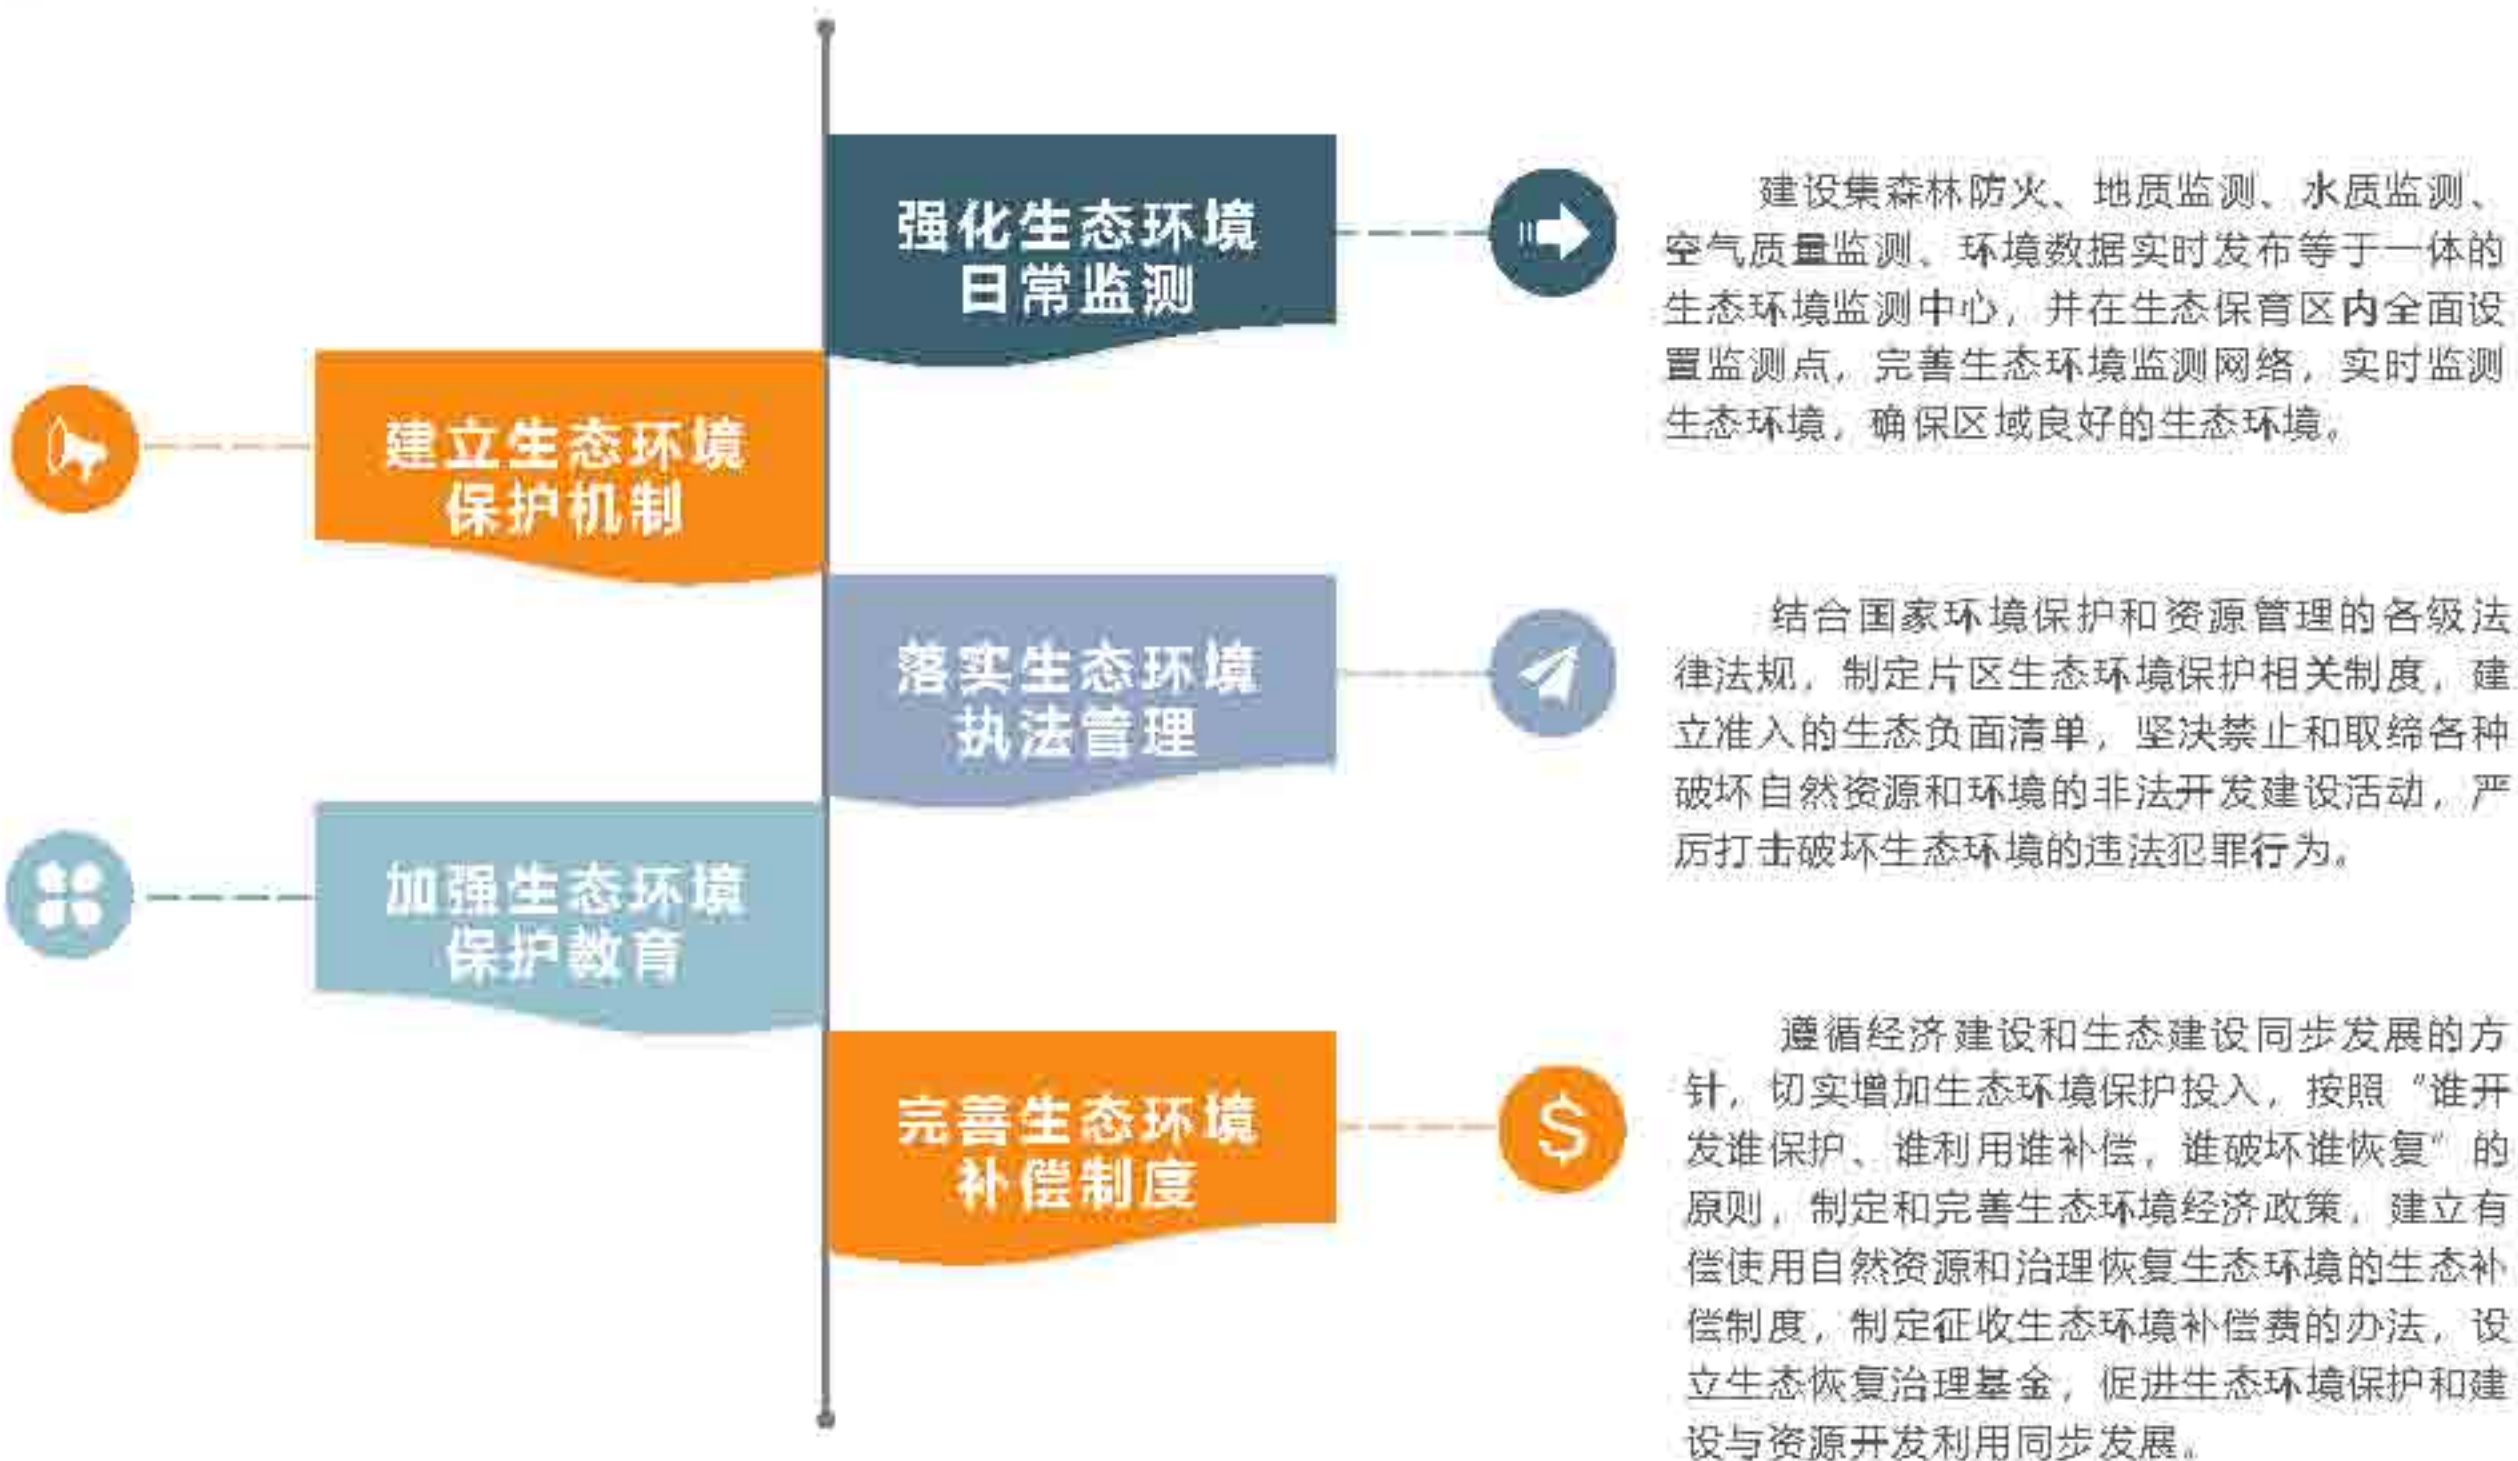 强化生态环境
日常监测
建设集森林防火、地质监测、水质监测、
空气质量监测、环境数据实时发布等于一体的
生态环境监测中心，并在生态保育区内全面设
置监测点，完善生态环境监测网络，实时监测
生态环境，确保区域良好的生态环境。
建立生态环境
保护机制
落实生态环境
执法管理
结合国家环境保护和资源管理的各级法
律法规，制定片区生态环境保护相关制度，建
立准入的生态负面清单，坚决禁止和取缔各种
破坏自然资源和环境的非法开发建设活动，严
厉打击破坏生态环境的违法犯罪行为。
加强生态环境
保护教育
完善生态环境
补偿制度
$
遵循经济建设和生态建设同步发展的方
针，切实增加生态环境保护投入，按照“谁开
发谁保护、谁利用谁补偿，谁破坏谁恢复”的
原则，制定和完善生态环境经济政策，建立有
偿使用自然资源和治理恢复生态环境的生态补
偿制度，制定征收生态环境补偿费的办法，设
立生态恢复治理基金，促进生态环境保护和建
设与资源开发利用同步发展。